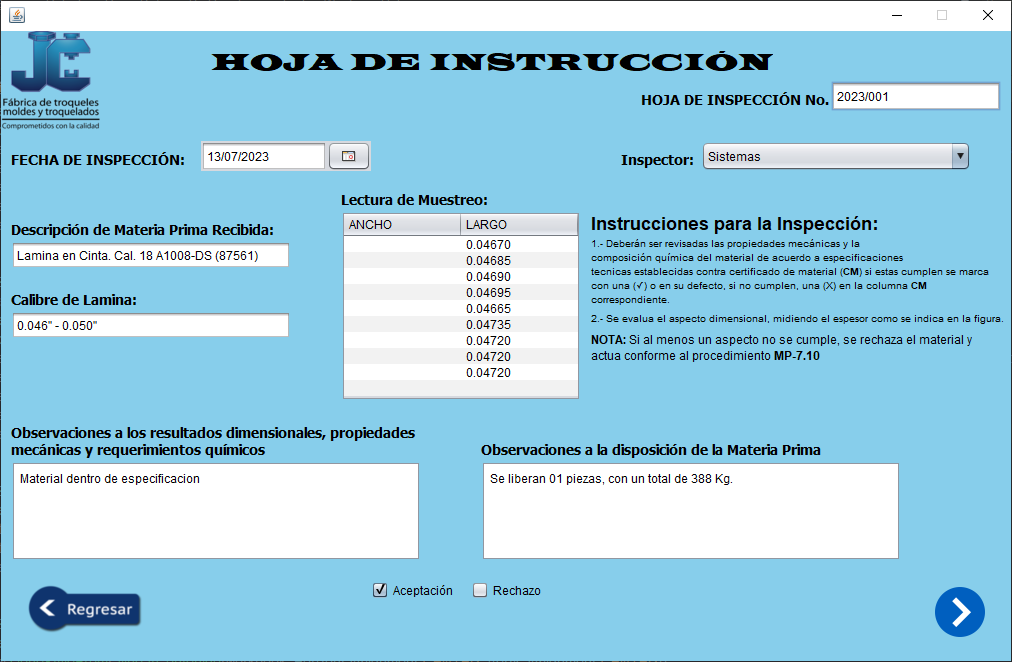 JC
Fábrica de troqueles
moldes y troquelados
Comprometidos con la calidad
HOJA DE INSTRUCCIÓN
HOJA DE INSPECCIÓN No. 2023/001
FECHA DE INSPECCIÓN: 13/07/2023
Inspector: Sistemas
Descripción de Materia Prima Recibida:
Lamina en Cinta. Cal. 18 A1008-DS (87561)
Calibre de Lamina:
0.046" - 0.050"
Lectura de Muestreo:
ANCHO LARGO
0.04670
0.04685
0.04690
0.04695
0.04665
0.04735
0.04720
0.04720
0.04720
Instrucciones para la Inspección:
1.- Deberán ser revisadas las propiedades mecánicas y la
composición química del material de acuerdo a especificaciones
tecnicas establecidas contra certificado de material (CM) si estas cumplen se marca
con una (✓) o en su defecto, si no cumplen, una (X) en la columna CM
correspondiente.
2.- Se evalua el aspecto dimensional, midiendo el espesor como se indica en la figura.
NOTA: Si al menos un aspecto no se cumple, se rechaza el material y
actua conforme al procedimiento MP-7.10
Observaciones a los resultados dimensionales, propiedades
mecánicas y requerimientos químicos
Material dentro de especificacion
Observaciones a la disposición de la Materia Prima
Se liberan 01 piezas, con un total de 388 Kg.
Aceptación Rechazo
Regresar